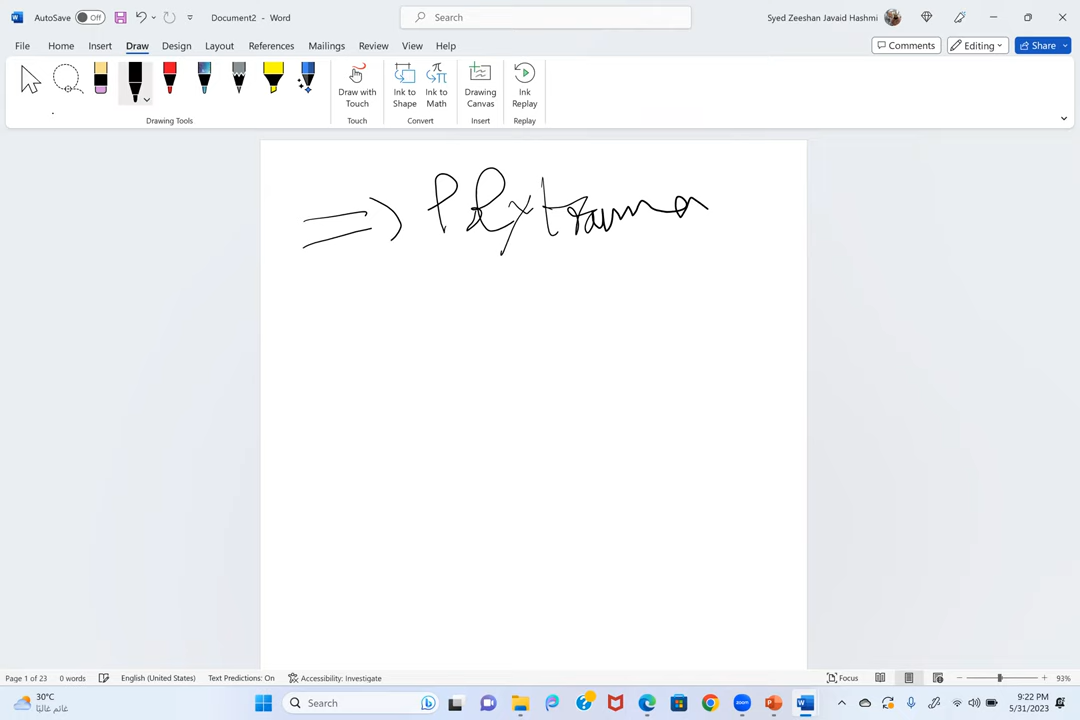 AutoSave Off Document2 - Word Search Syed Zeeshan Javaid Hashmi
File Home Insert Draw Design Layout References Mailings Review View Help Comments Editing Share
Draw with Touch Ink to Shape Ink to Math Drawing Canvas Ink Replay
Drawing Tools Touch Convert Insert Replay
⇒ Polytrauma
Page 1 of 23 0 words English (United States) Text Predictions: On Accessibility: Investigate Focus 93%
30°C Search 9:22 PM
غائم غالبًا 5/31/2023